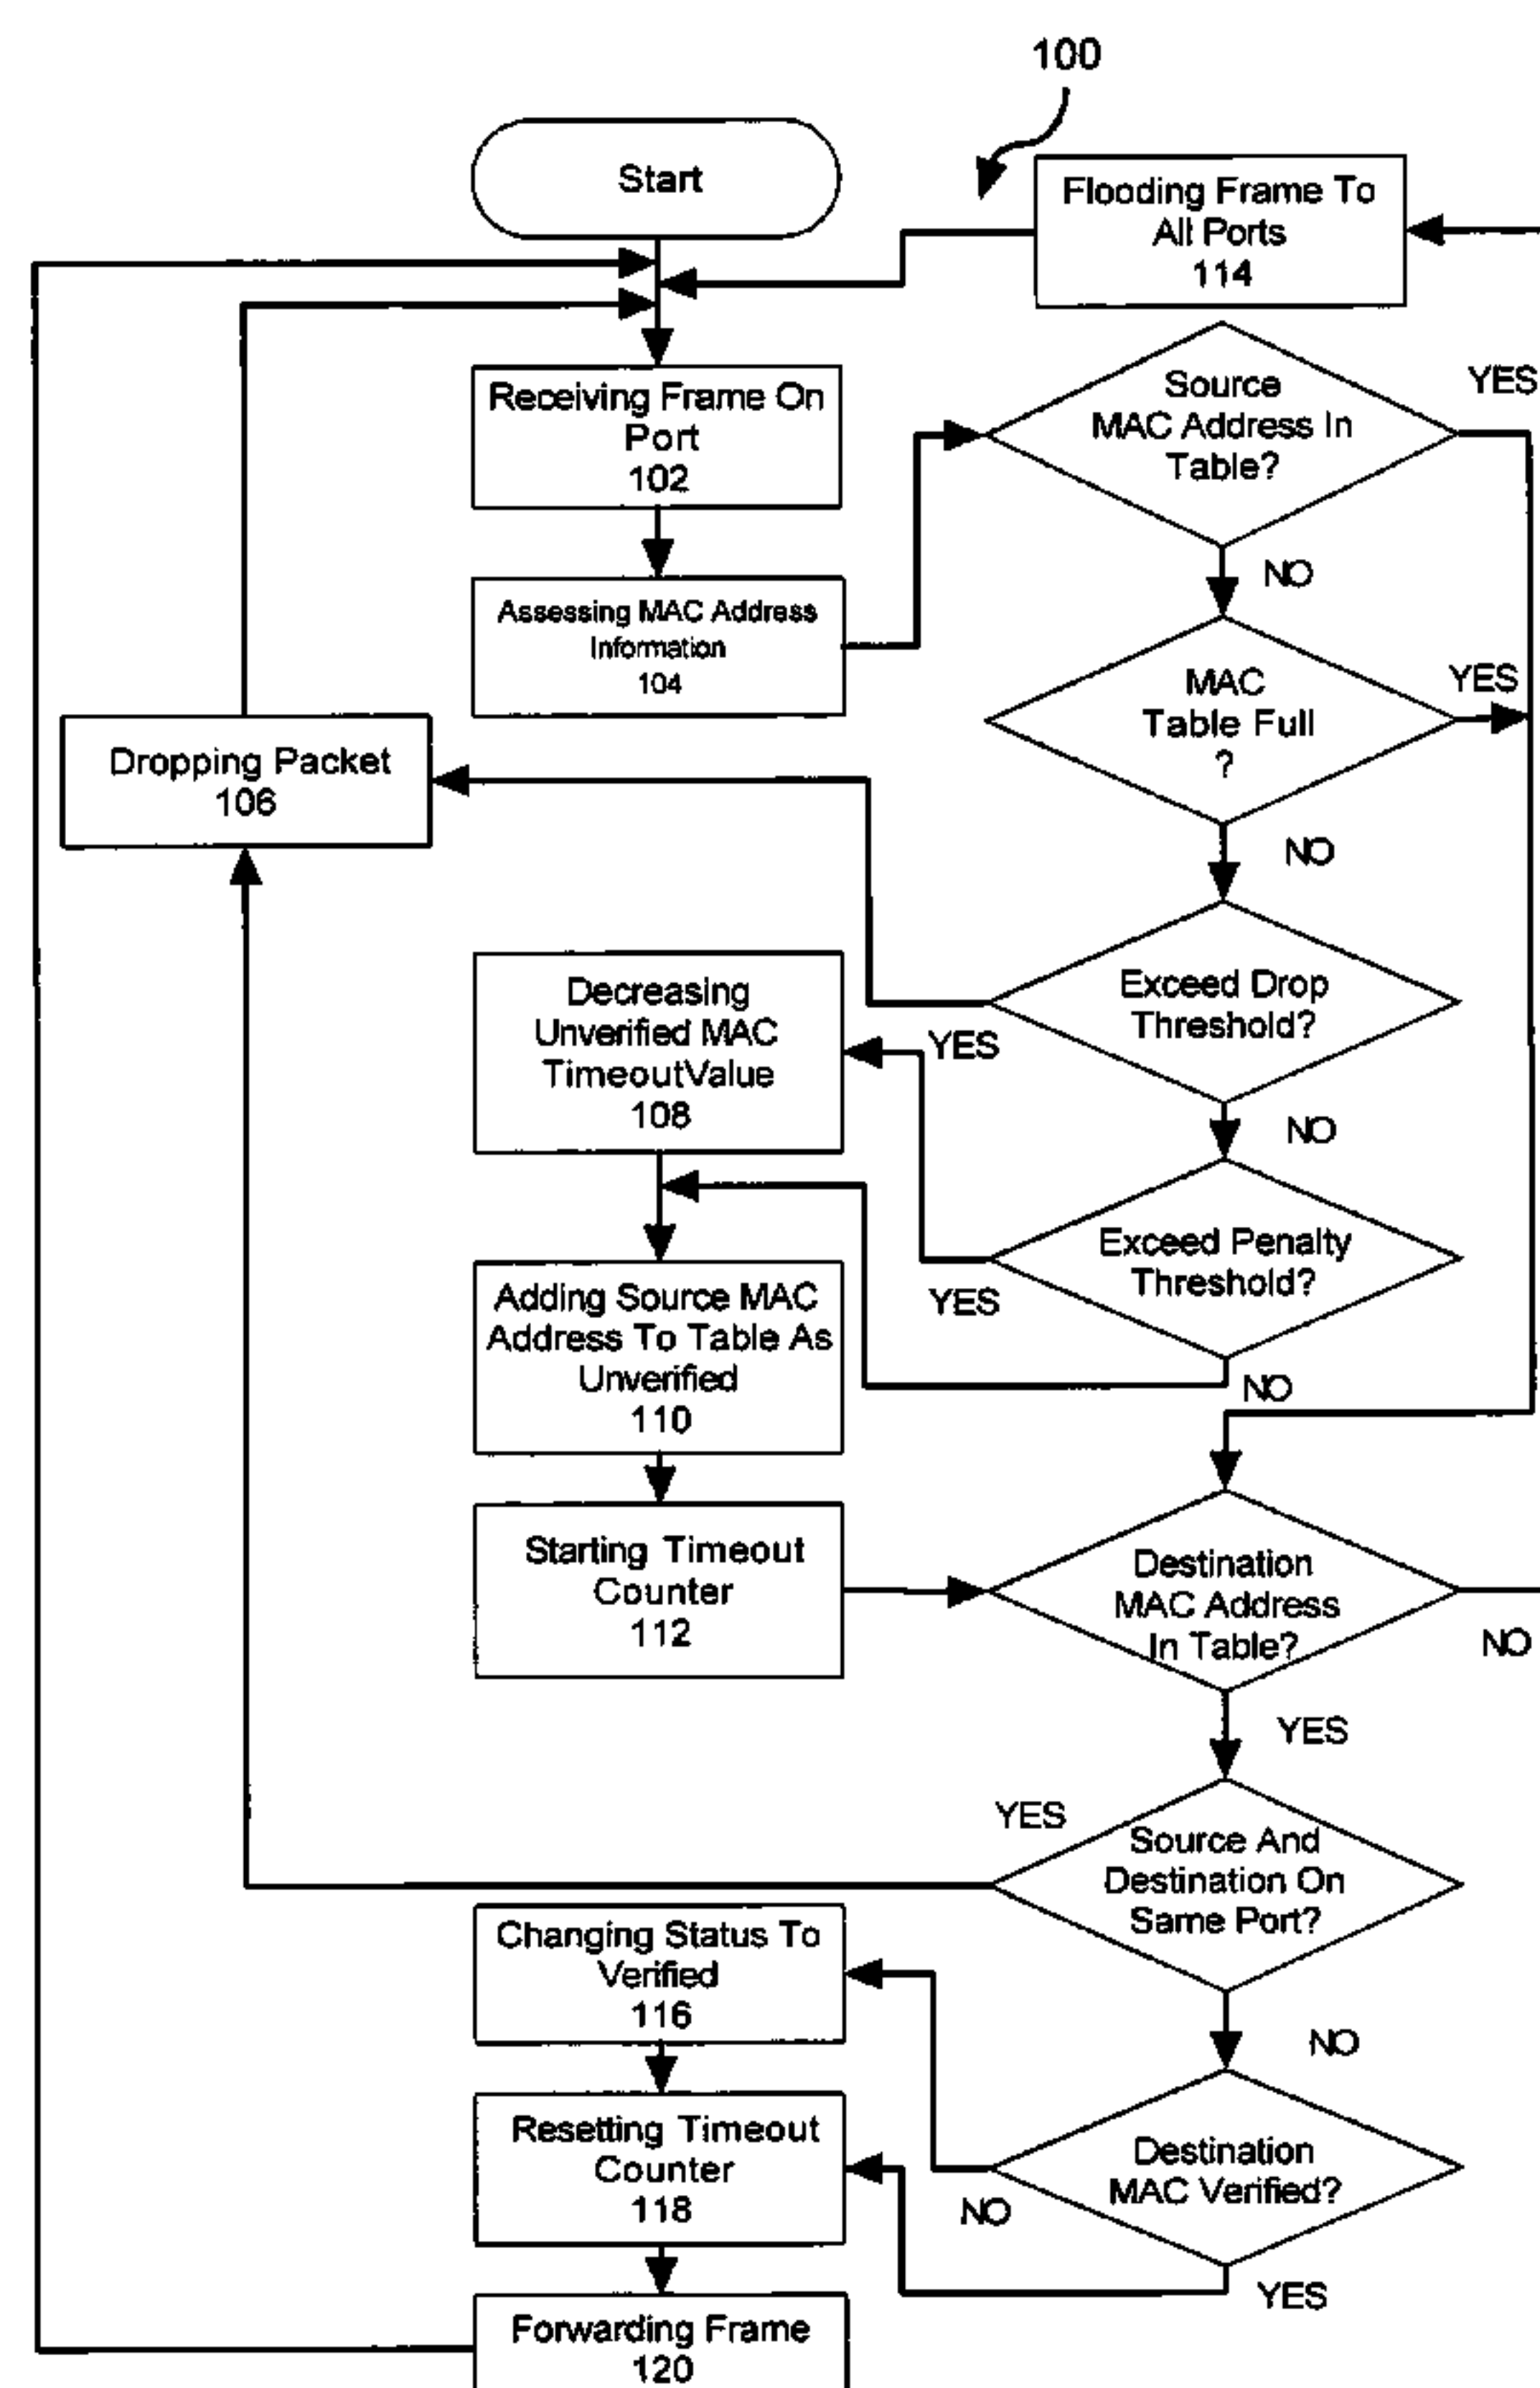 100
Start
Flooding Frame To
All Ports
114
Receiving Frame On
Port
102
Source
MAC Address In
Table?
YES
NO
Assessing MAC Address
Information
104
MAC
Table Full
?
YES
NO
Dropping Packet
106
Exceed Drop
Threshold?
YES
NO
Decreasing
Unverified MAC
TimeoutValue
108
Exceed Penalty
Threshold?
YES
NO
Adding Source MAC
Address To Table As
Unverified
110
Starting Timeout
Counter
112
Destination
MAC Address
In Table?
NO
YES
Source And
Destination On
Same Port?
YES
NO
Changing Status To
Verified
116
Resetting Timeout
Counter
118
Destination
MAC Verified?
NO
YES
Forwarding Frame
120